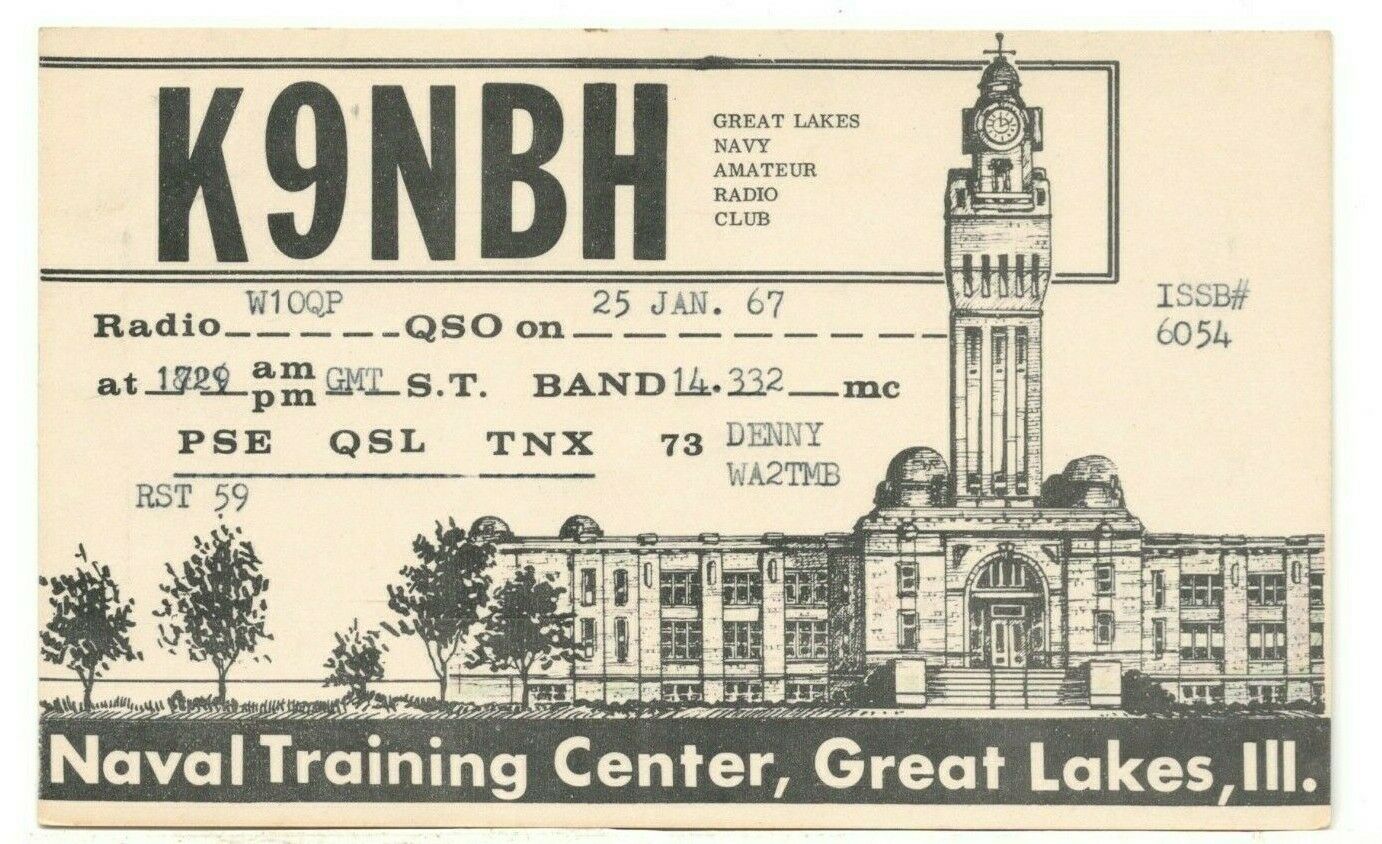 K9NBH
GREAT LAKES
NAVY
AMATEUR
RADIO
CLUB
W1OQP 25 JAN. 67
Radio QSO on
ISSB#
6054
at am pm GMT S.T. BAND 14.332 mc
PSE QSL TNX 73 DENNY
WA2TMB
RST 59
Naval Training Center, Great Lakes, Ill.